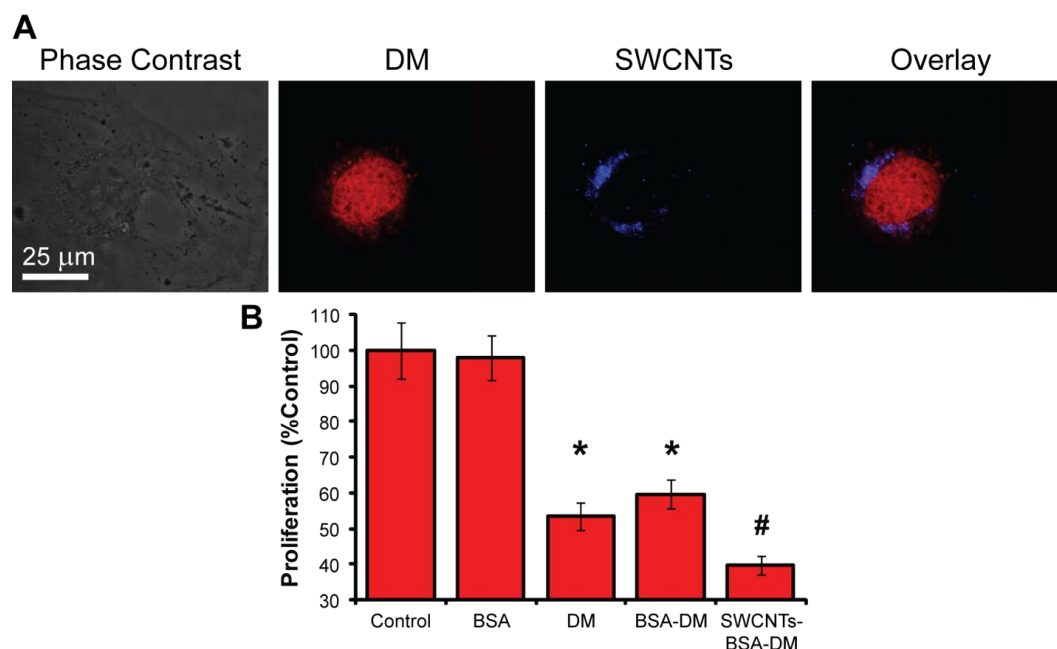 A
Phase Contrast
DM
SWCNTs
Overlay
25 μm
B
Proliferation (%Control)
110
100
90
80
70
60
50
40
30
*
*
#
Control
BSA
DM
BSA-DM
SWCNTs-
BSA-DM